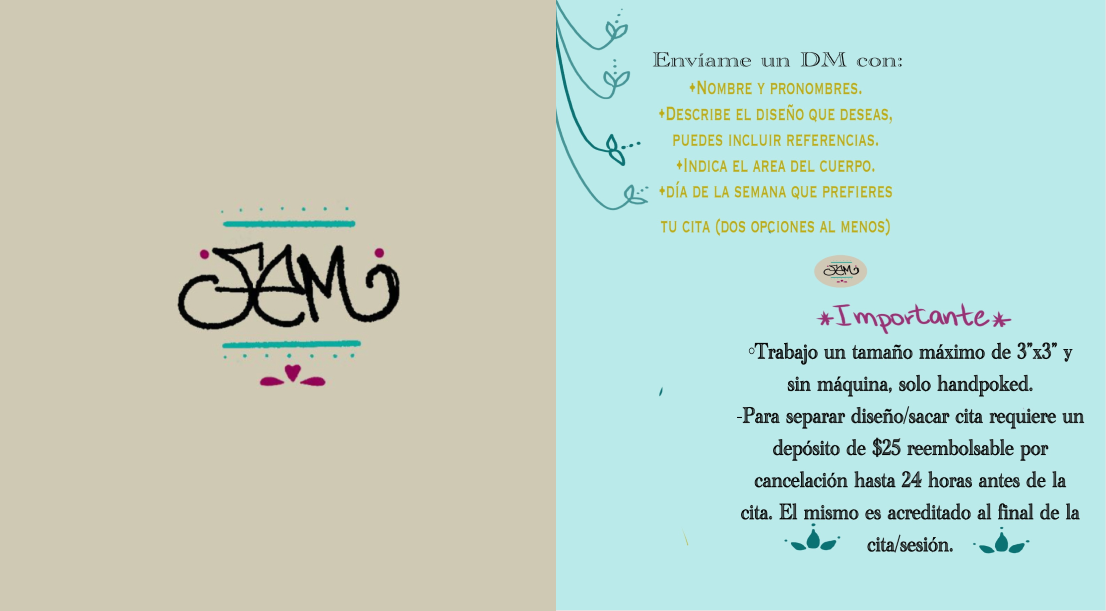 JEM
Envíame un DM con:
+NOMBRE Y PRONOMBRES.
+DESCRIBE EL DISEÑO QUE DESEAS,
PUEDES INCLUIR REFERENCIAS.
+INDICA EL AREA DEL CUERPO.
+DÍA DE LA SEMANA QUE PREFIERES
TU CITA (DOS OPCIONES AL MENOS)
JEM
*Importante*
◦Trabajo un tamaño máximo de 3"x3" y
sin máquina, solo handpoked.
-Para separar diseño/sacar cita requiere un
depósito de $25 reembolsable por
cancelación hasta 24 horas antes de la
cita. El mismo es acreditado al final de la
cita/sesión.